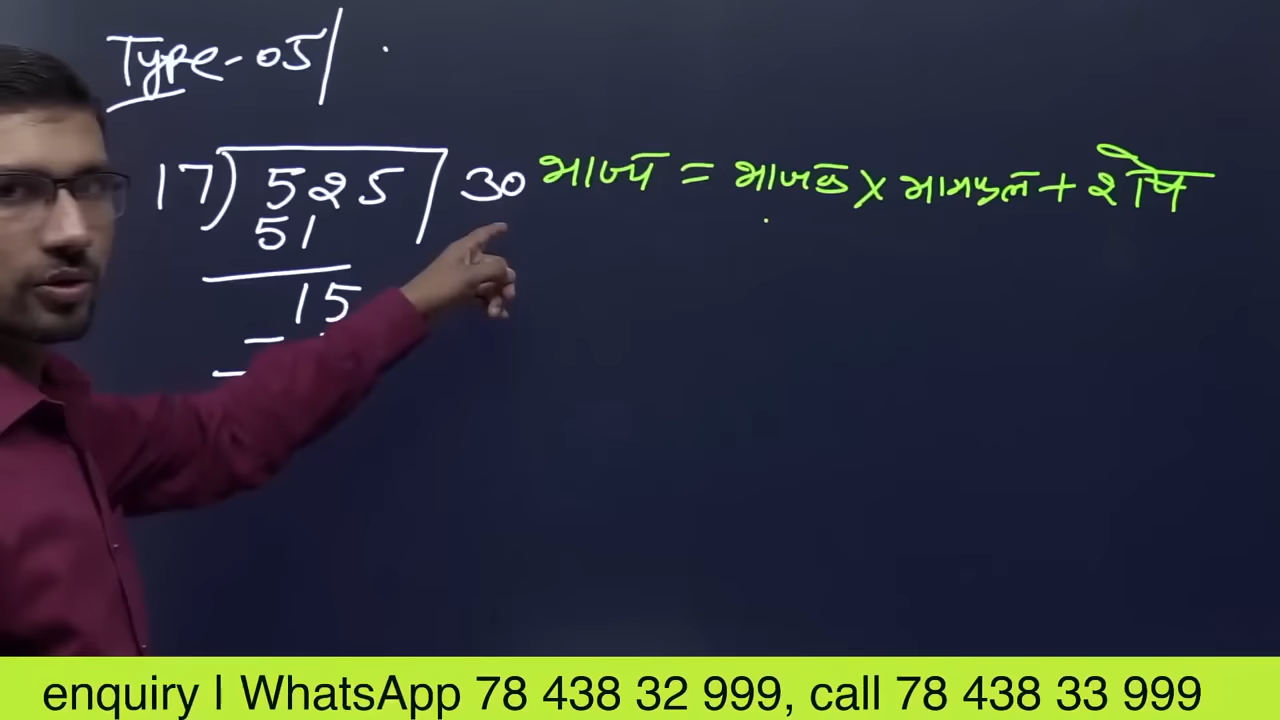 Type-05/
17) 525 / 30 भाज्य = भाजक × भागफल + शेष
51
15
enquiry | WhatsApp 78 438 32 999, call 78 438 33 999